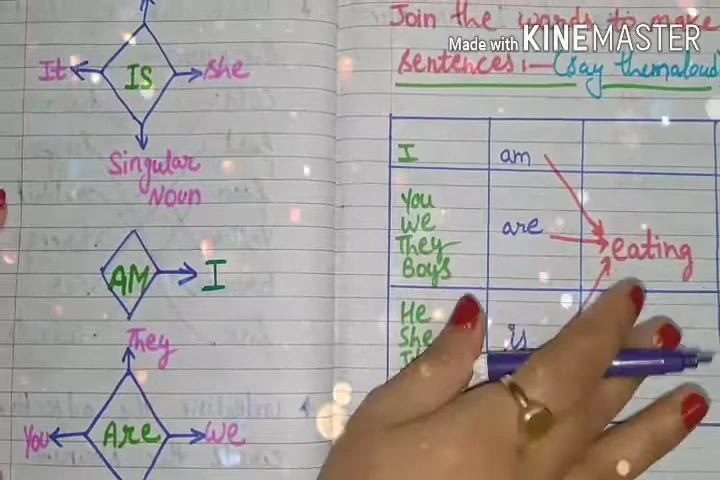 It
IS
She
Singular
Noun
AM
I
They
You
Are
We
Join the words to make
sentences:- (say them aloud)
Made with KINEMASTER
I am
You
We are
They
Boys
eating
He
She is